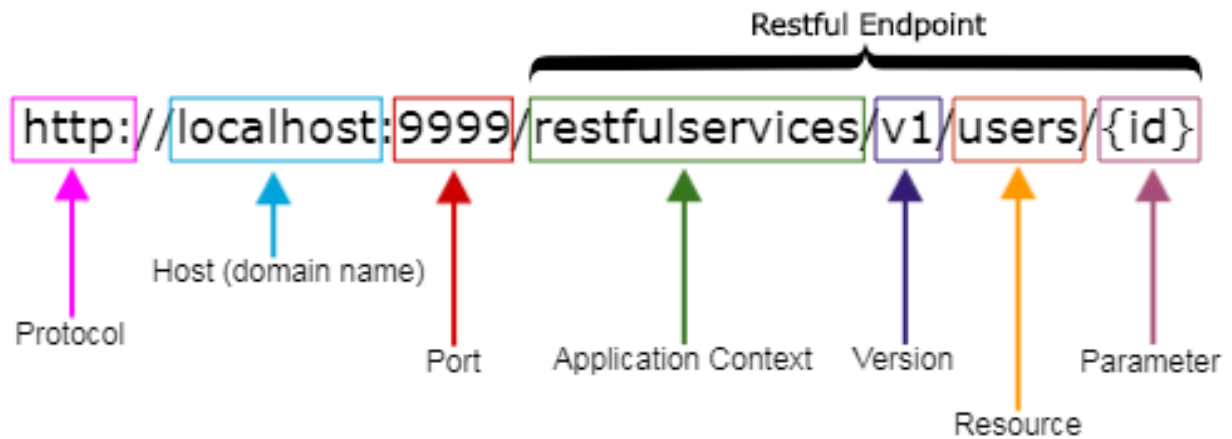 Restful Endpoint
http://localhost:9999/restfulservices/v1/users/{id}
Host (domain name)
Protocol
Port
Application Context
Version
Parameter
Resource